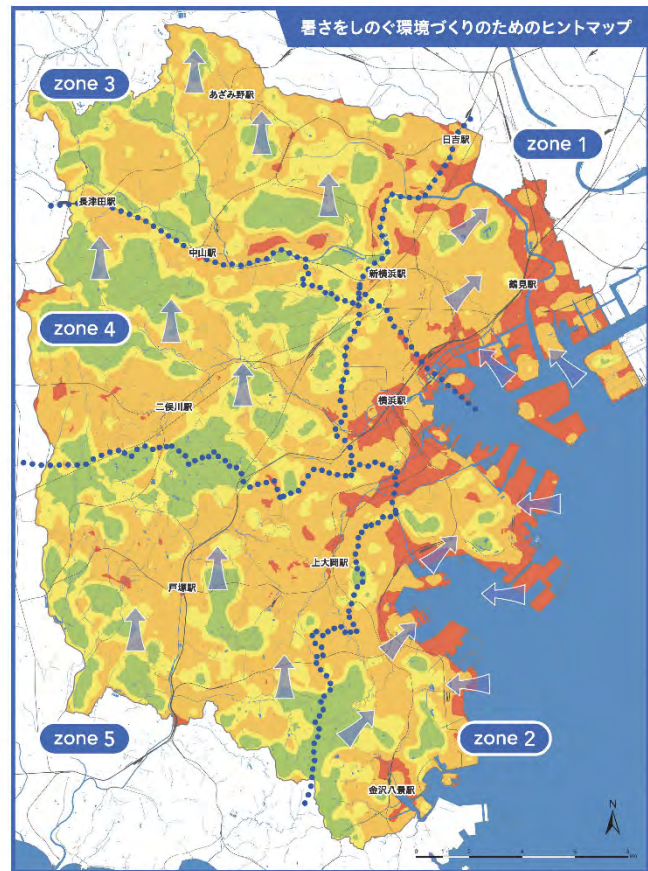 暑さをしのぐ環境づくりのためのヒントマップ
zone 3
あざみ野駅
日吉駅
zone 1
長津田駅
中山駅
新横浜駅
鶴見駅
zone 4
横浜駅
二俣川駅
上大岡駅
戸塚駅
zone 5
zone 2
金沢八景駅
N